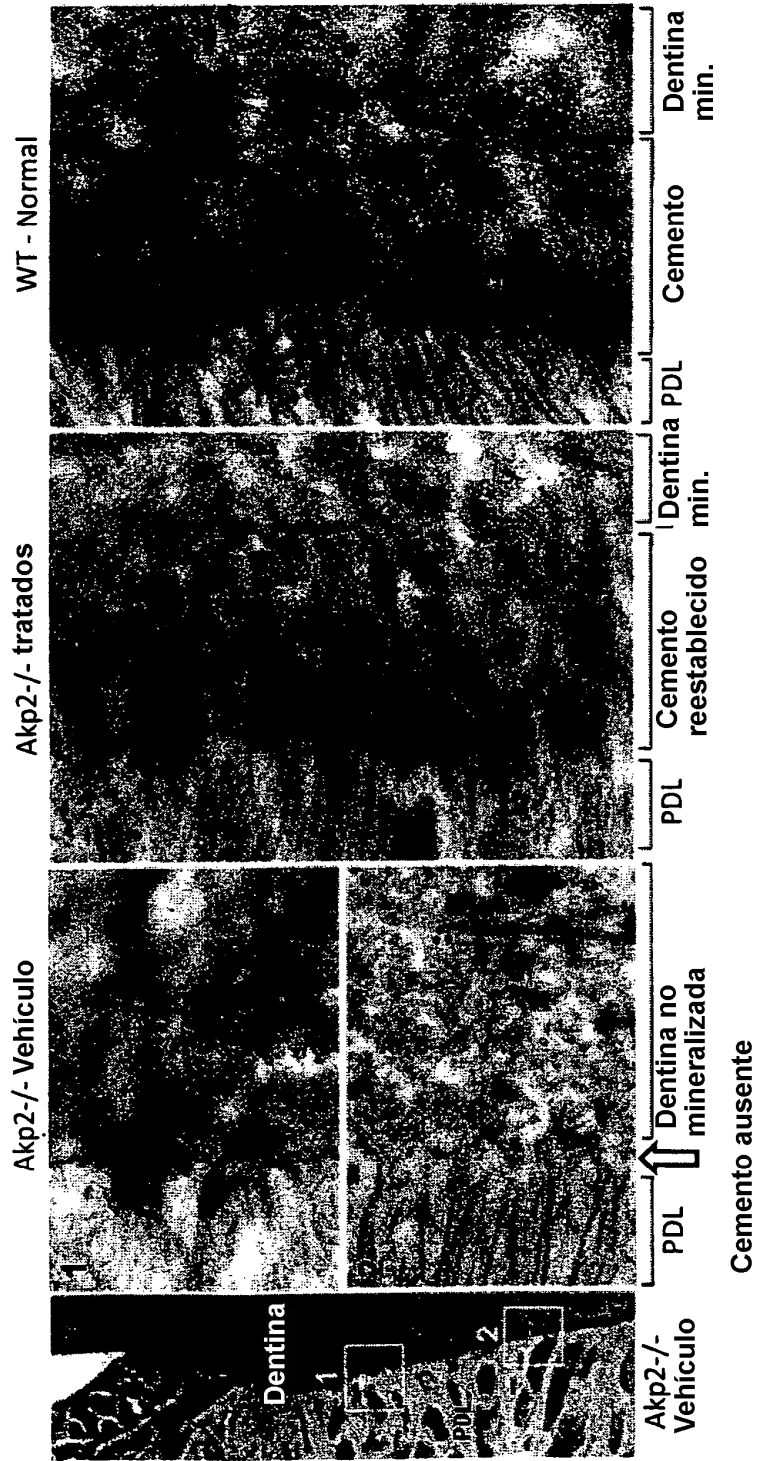 Akp2-/- Vehículo
Akp2-/- tratados
WT - Normal
Dentina
1
2
PDL
1
Akp2-/-
Vehículo
PDL
Dentina no
mineralizada
Cemento ausente
PDL
Cemento
reestablecido
Dentina
min.
PDL
Cemento
Dentina
min.